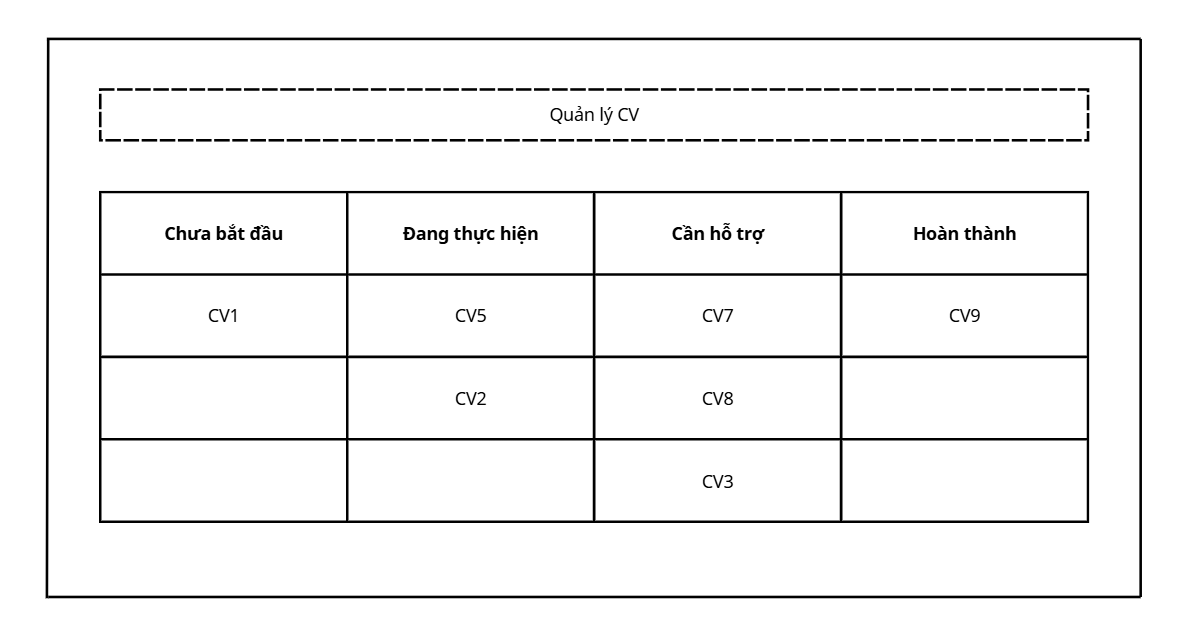 Quản lý CV
Chưa bắt đầu Đang thực hiện Cần hỗ trợ Hoàn thành
CV1 CV5 CV7 CV9
CV2 CV8
CV3